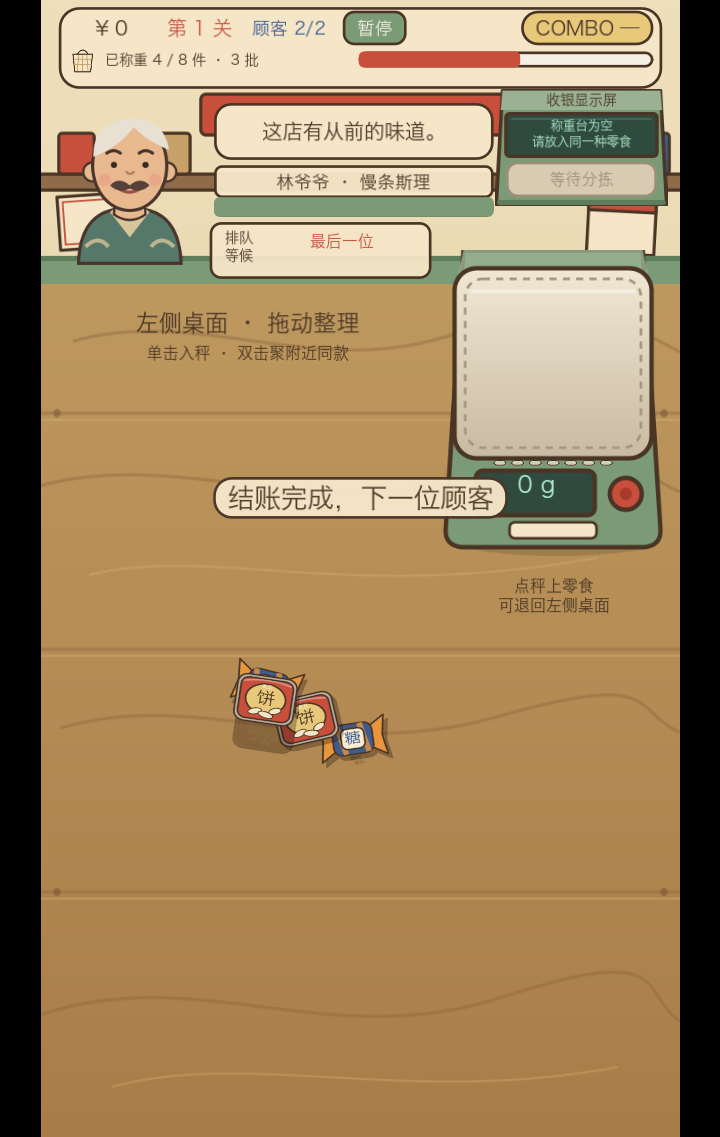 ¥0 第 1 关 顾客 2/2 暂停 COMBO —
已称重 4 / 8 件 · 3 批
收银显示屏
称重台为空
请放入同一种零食
等待分拣
这店有从前的味道。
林爷爷 · 慢条斯理
排队
等候
最后一位
左侧桌面 · 拖动整理
单击入秤 · 双击聚附近同款
0 g
结账完成，下一位顾客
点秤上零食
可退回左侧桌面
饼
饼
糖